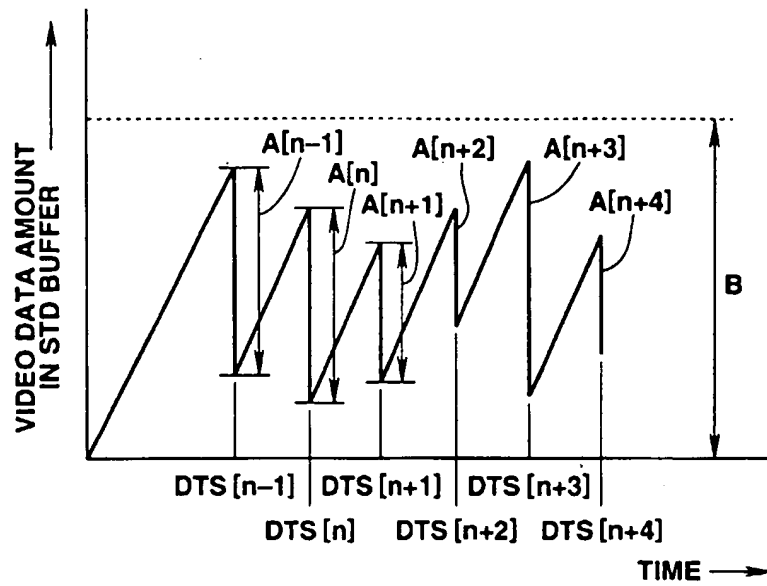 VIDEO DATA AMOUNT
IN STD BUFFER
A[n−1]
A[n]
A[n+1]
A[n+2]
A[n+3]
A[n+4]
B
DTS [n−1] DTS [n+1] DTS [n+3]
DTS [n] DTS [n+2] DTS [n+4]
TIME